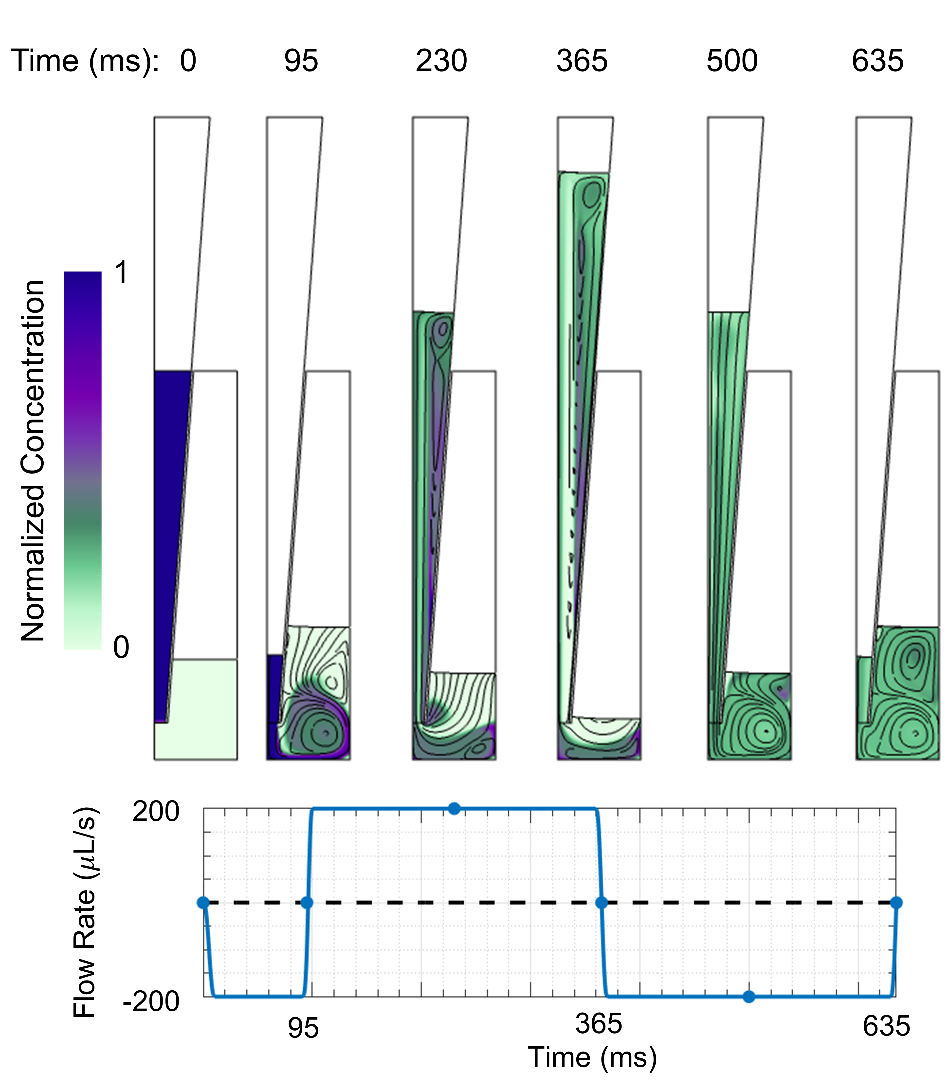 Time (ms): 0 95 230 365 500 635
1
Normalized Concentration
0
200
Flow Rate (μL/s)
-200
95 365 635
Time (ms)